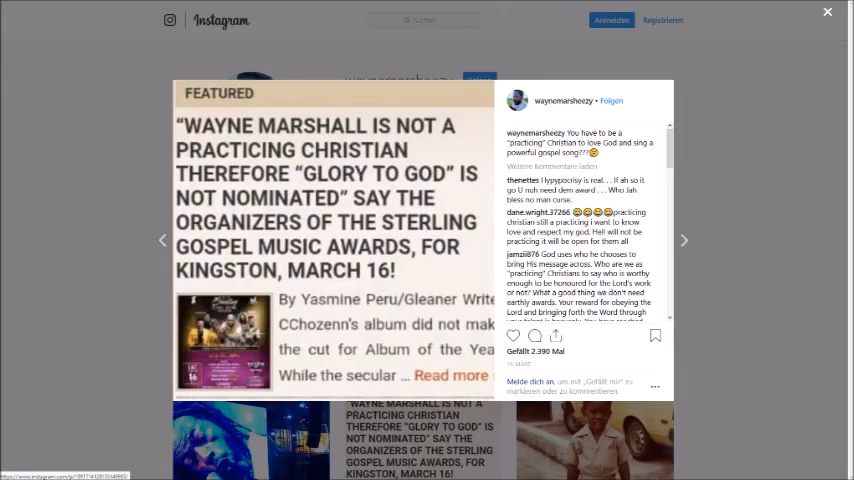 Instagram
Suchen
Anmelden
Registrieren
waynemarsheezy
FEATURED
“WAYNE MARSHALL IS NOT A
PRACTICING CHRISTIAN
THEREFORE “GLORY TO GOD” IS
NOT NOMINATED” SAY THE
ORGANIZERS OF THE STERLING
GOSPEL MUSIC AWARDS, FOR
KINGSTON, MARCH 16!
By Yasmine Peru/Gleaner Write
CChozenn’s album did not mak
the cut for Album of the Yea
While the secular ... Read more
waynemarsheezy • Folgen
waynemarsheezy You have to be a
“practicing” Christian to love God and sing a
powerful gospel song???
Weitere Kommentare laden
thenettes Hypypocrisy is real. . . If ah so it
go U nuh need dem award . . . Who Jah
bless no man curse.
dane.wright.37266 practicing
christian still a practicing i want to know
love and respect my god. Hell will not be
practicing it will be open for them all
jamzii876 God uses who he chooses to
bring His message across. Who are we as
“practicing” Christians to say who is worthy
enough to be honoured for the Lord's work
or not? What a good thing we don't need
earthly awards. Your reward for obeying the
Lord and bringing forth the Word through
Gefällt 2.390 Mal
15. MÄRZ
Melde dich an, um mit „Gefällt mir“ zu
markieren oder zu kommentieren.
WAYNE MARSHALL IS NOT A
PRACTICING CHRISTIAN
THEREFORE “GLORY TO GOD” IS
NOT NOMINATED” SAY THE
ORGANIZERS OF THE STERLING
GOSPEL MUSIC AWARDS, FOR
KINGSTON, MARCH 16!